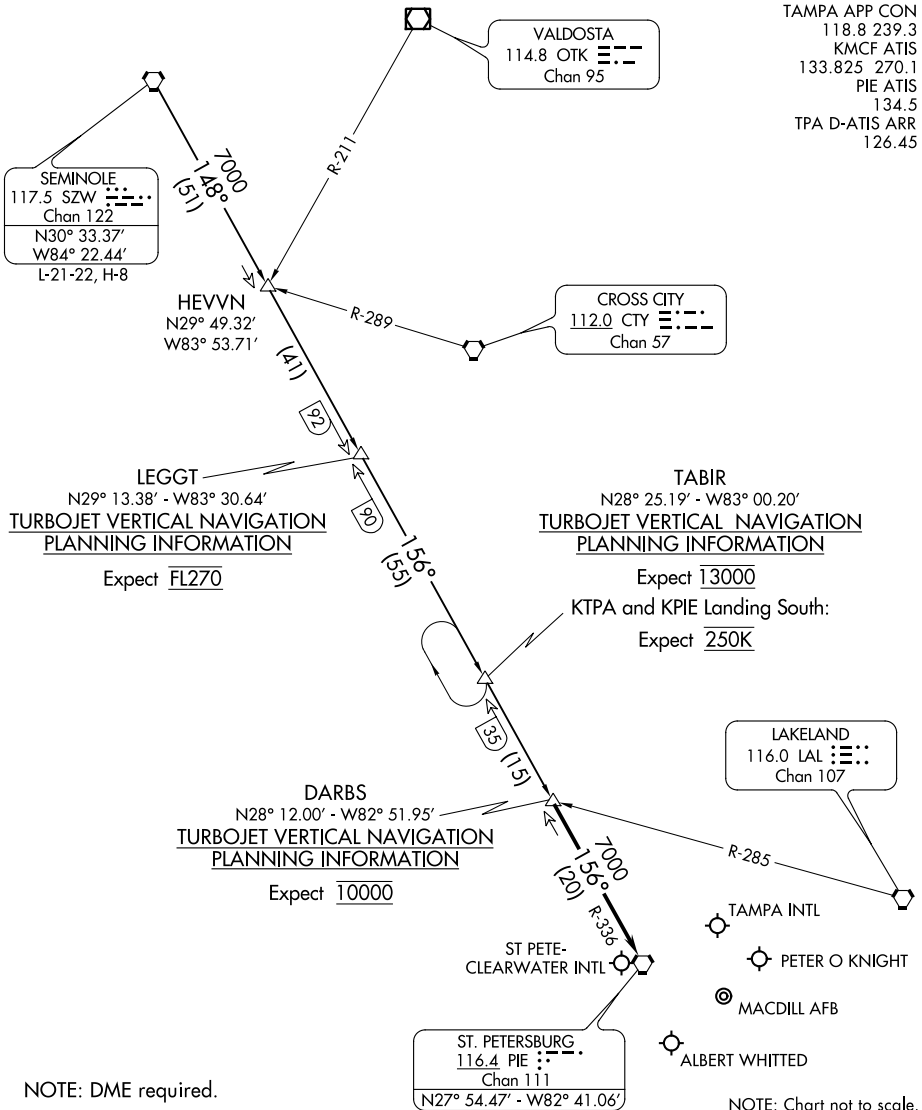 TAMPA APP CON
118.8 239.3
KMCF ATIS
133.825 270.1
PIE ATIS
134.5
TPA D-ATIS ARR
126.45
VALDOSTA
114.8 OTK
Chan 95
R-211
SEMINOLE
117.5 SZW
Chan 122
N30° 33.37'
W84° 22.44'
L-21-22, H-8
7000
148°
(51)
HEVVN
N29° 49.32'
W83° 53.71'
R-289
CROSS CITY
112.0 CTY
Chan 57
(41)
92
LEGGT
N29° 13.38' - W83° 30.64'
TURBOJET VERTICAL NAVIGATION
PLANNING INFORMATION
Expect FL270
90
156°
(55)
TABIR
N28° 25.19' - W83° 00.20'
TURBOJET VERTICAL NAVIGATION
PLANNING INFORMATION
Expect 13000
KTPA and KPIE Landing South:
Expect 250K
35
(15)
DARBS
N28° 12.00' - W82° 51.95'
TURBOJET VERTICAL NAVIGATION
PLANNING INFORMATION
Expect 10000
LAKELAND
116.0 LAL
Chan 107
R-285
7000
156°
(20)
R-336
TAMPA INTL
ST PETE-
CLEARWATER INTL
PETER O KNIGHT
MACDILL AFB
ALBERT WHITTED
ST. PETERSBURG
116.4 PIE
Chan 111
N27° 54.47' - W82° 41.06'
NOTE: DME required.
NOTE: Chart not to scale.